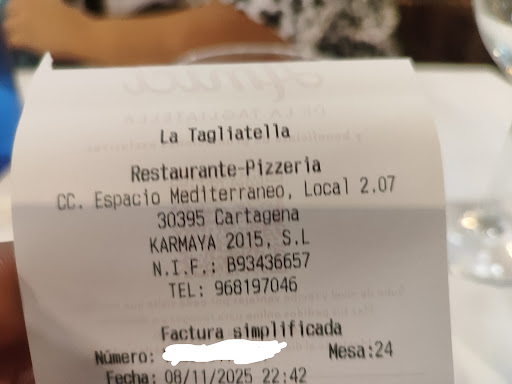 La Tagliatella
Restaurante-Pizzeria
CC. Espacio Mediterraneo, Local 2.07
30395 Cartagena
KARMAYA 2015, S.L
N.I.F.: B93436657
TEL: 968197046
Factura simplificada
Número: Mesa:24
Fecha: 08/11/2025 22:42